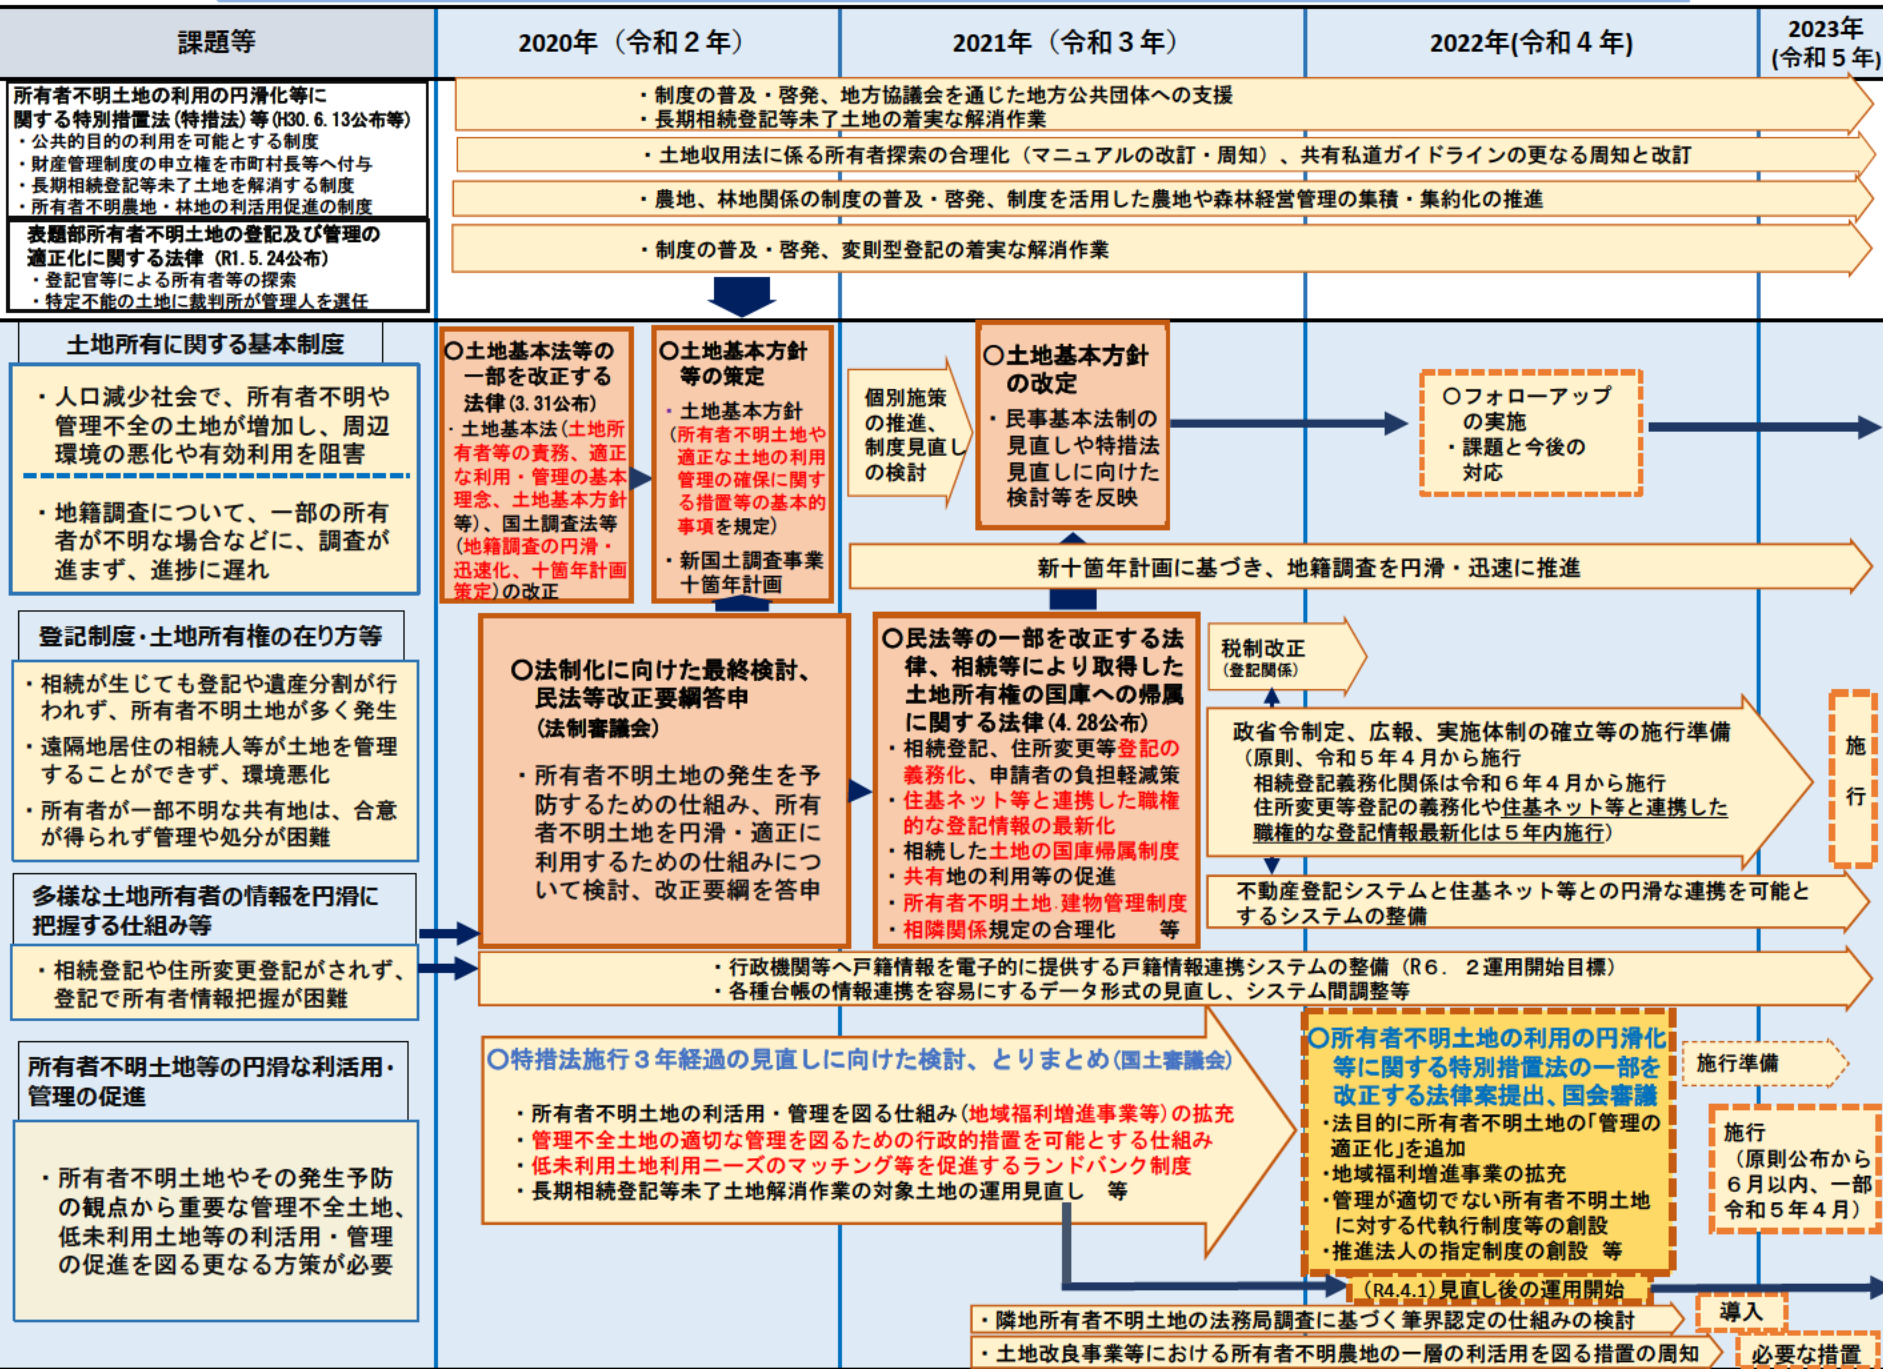 課題等
2020年（令和２年）
2021年（令和３年）
2022年(令和４年)
2023年
(令和５年)
所有者不明土地の利用の円滑化等に
関する特別措置法(特措法)等(H30.6.13公布等)
・公共的目的の利用を可能とする制度
・財産管理制度の申立権を市町村長等へ付与
・長期相続登記等未了土地を解消する制度
・所有者不明農地・林地の利活用促進の制度
・制度の普及・啓発、地方協議会を通じた地方公共団体への支援
・長期相続登記等未了土地の着実な解消作業
・土地収用法に係る所有者探索の合理化（マニュアルの改訂・周知）、共有私道ガイドラインの更なる周知と改訂
・農地、林地関係の制度の普及・啓発、制度を活用した農地や森林経営管理の集積・集約化の推進
表題部所有者不明土地の登記及び管理の
適正化に関する法律（R1.5.24公布）
・登記官等による所有者等の探索
・特定不能の土地に裁判所が管理人を選任
・制度の普及・啓発、変則型登記の着実な解消作業
土地所有に関する基本制度
・人口減少社会で、所有者不明や
管理不全の土地が増加し、周辺
環境の悪化や有効利用を阻害
・地籍調査について、一部の所有
者が不明な場合などに、調査が
進まず、進捗に遅れ
〇土地基本法等の
一部を改正する
法律(3.31公布)
・土地基本法(土地所
有者等の責務、適正
な利用・管理の基本
理念、土地基本方針
等)、国土調査法等
(地籍調査の円滑・
迅速化、十箇年計画
策定)の改正
〇土地基本方針
等の策定
・土地基本方針
(所有者不明土地や
適正な土地の利用
管理の確保に関す
る措置等の基本的
事項を規定)
・新国土調査事業
十箇年計画
個別施策
の推進、
制度見直し
の検討
〇土地基本方針
の改定
・民事基本法制の
見直しや特措法
見直しに向けた
検討等を反映
〇フォローアップ
の実施
・課題と今後の
対応
新十箇年計画に基づき、地籍調査を円滑・迅速に推進
登記制度・土地所有権の在り方等
・相続が生じても登記や遺産分割が行
われず、所有者不明土地が多く発生
・遠隔地居住の相続人等が土地を管理
することができず、環境悪化
・所有者が一部不明な共有地は、合意
が得られず管理や処分が困難
〇法制化に向けた最終検討、
民法等改正要綱答申
(法制審議会)
・所有者不明土地の発生を予
防するための仕組み、所有
者不明土地を円滑・適正に
利用するための仕組みにつ
いて検討、改正要綱を答申
〇民法等の一部を改正する法
律、相続等により取得した
土地所有権の国庫への帰属
に関する法律(4.28公布)
・相続登記、住所変更等登記の
義務化、申請者の負担軽減策
・住基ネット等と連携した職権
的な登記情報の最新化
・相続した土地の国庫帰属制度
・共有地の利用等の促進
・所有者不明土地・建物管理制度
・相隣関係規定の合理化　等
税制改正
(登記関係)
政省令制定、広報、実施体制の確立等の施行準備
（原則、令和５年４月から施行
相続登記義務化関係は令和６年４月から施行
住所変更等登記の義務化や住基ネット等と連携した
職権的な登記情報最新化は５年内施行）
施
行
不動産登記システムと住基ネット等との円滑な連携を可能と
するシステムの整備
多様な土地所有者の情報を円滑に
把握する仕組み等
・相続登記や住所変更登記がされず、
登記で所有者情報把握が困難
・行政機関等へ戸籍情報を電子的に提供する戸籍情報連携システムの整備（R６．２運用開始目標）
・各種台帳の情報連携を容易にするデータ形式の見直し、システム間調整等
所有者不明土地等の円滑な利活用・
管理の促進
・所有者不明土地やその発生予防
の観点から重要な管理不全土地、
低未利用土地等の利活用・管理
の促進を図る更なる方策が必要
〇特措法施行３年経過の見直しに向けた検討、とりまとめ(国土審議会)
・所有者不明土地の利活用・管理を図る仕組み(地域福利増進事業等)の拡充
・管理不全土地の適切な管理を図るための行政的措置を可能とする仕組み
・低未利用土地利用ニーズのマッチング等を促進するランドバンク制度
・長期相続登記等未了土地解消作業の対象土地の運用見直し　等
〇所有者不明土地の利用の円滑化
等に関する特別措置法の一部を
改正する法律案提出、国会審議
・法目的に所有者不明土地の｢管理の
適正化｣を追加
・地域福利増進事業の拡充
・管理が適切でない所有者不明土地
に対する代執行制度等の創設
・推進法人の指定制度の創設　等
施行準備
施行
（原則公布から
６月以内、一部
令和５年４月）
（R4.4.1)見直し後の運用開始
・隣地所有者不明土地の法務局調査に基づく筆界認定の仕組みの検討
導入
・土地改良事業等における所有者不明農地の一層の利活用を図る措置の周知
必要な措置